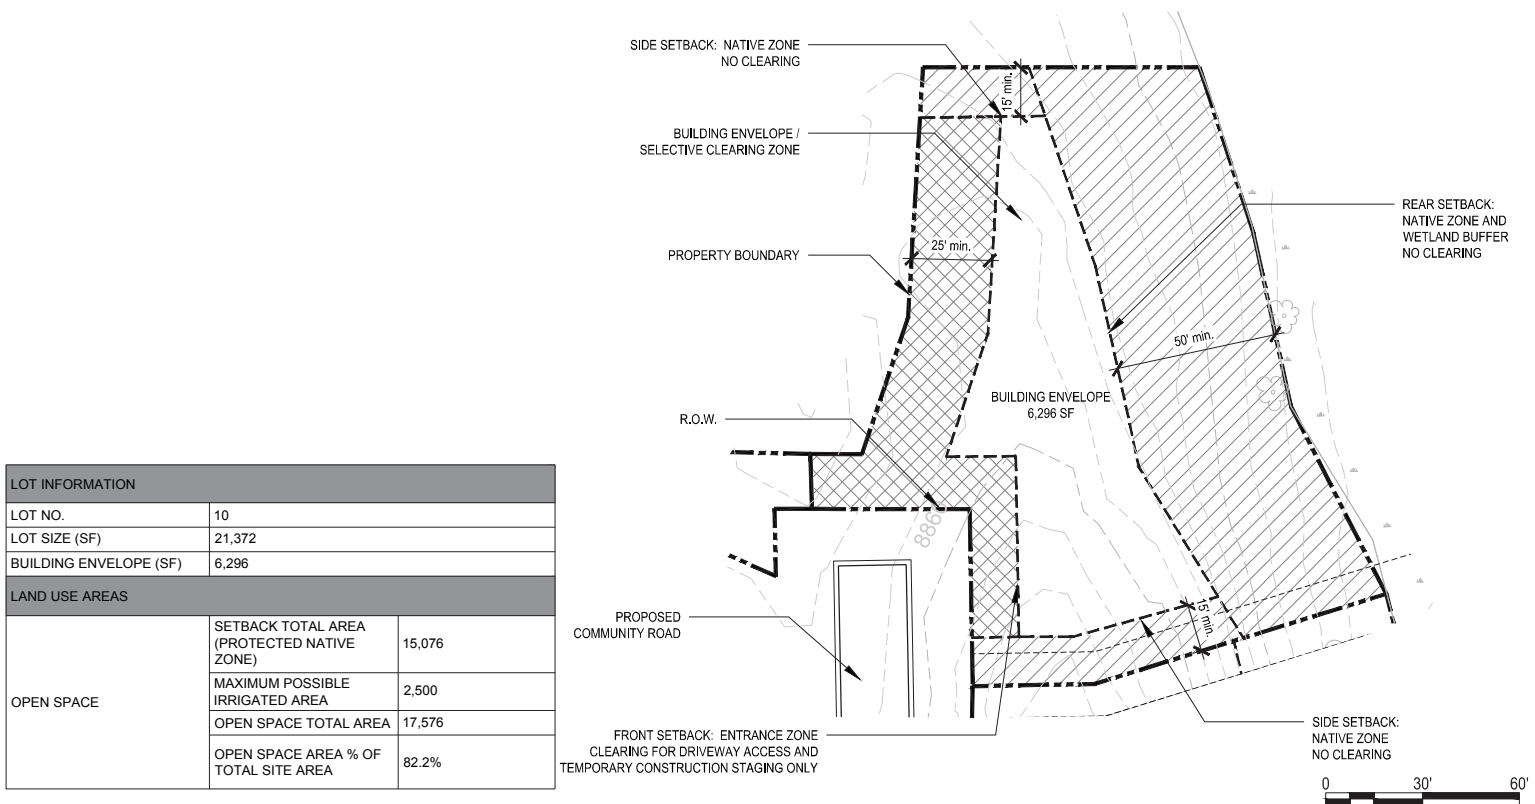 SIDE SETBACK: NATIVE ZONE
NO CLEARING
15' min.
BUILDING ENVELOPE /
SELECTIVE CLEARING ZONE
REAR SETBACK:
NATIVE ZONE AND
WETLAND BUFFER
NO CLEARING
PROPERTY BOUNDARY
25' min.
50' min.
BUILDING ENVELOPE
6,296 SF
R.O.W.
8860
PROPOSED
COMMUNITY ROAD
15' min.
FRONT SETBACK: ENTRANCE ZONE
CLEARING FOR DRIVEWAY ACCESS AND
TEMPORARY CONSTRUCTION STAGING ONLY
SIDE SETBACK:
NATIVE ZONE
NO CLEARING
0 30' 60'
LOT INFORMATION
LOT NO. 10
LOT SIZE (SF) 21,372
BUILDING ENVELOPE (SF) 6,296
LAND USE AREAS
OPEN SPACE
SETBACK TOTAL AREA
(PROTECTED NATIVE
ZONE)
15,076
MAXIMUM POSSIBLE
IRRIGATED AREA
2,500
OPEN SPACE TOTAL AREA 17,576
OPEN SPACE AREA % OF
TOTAL SITE AREA
82.2%